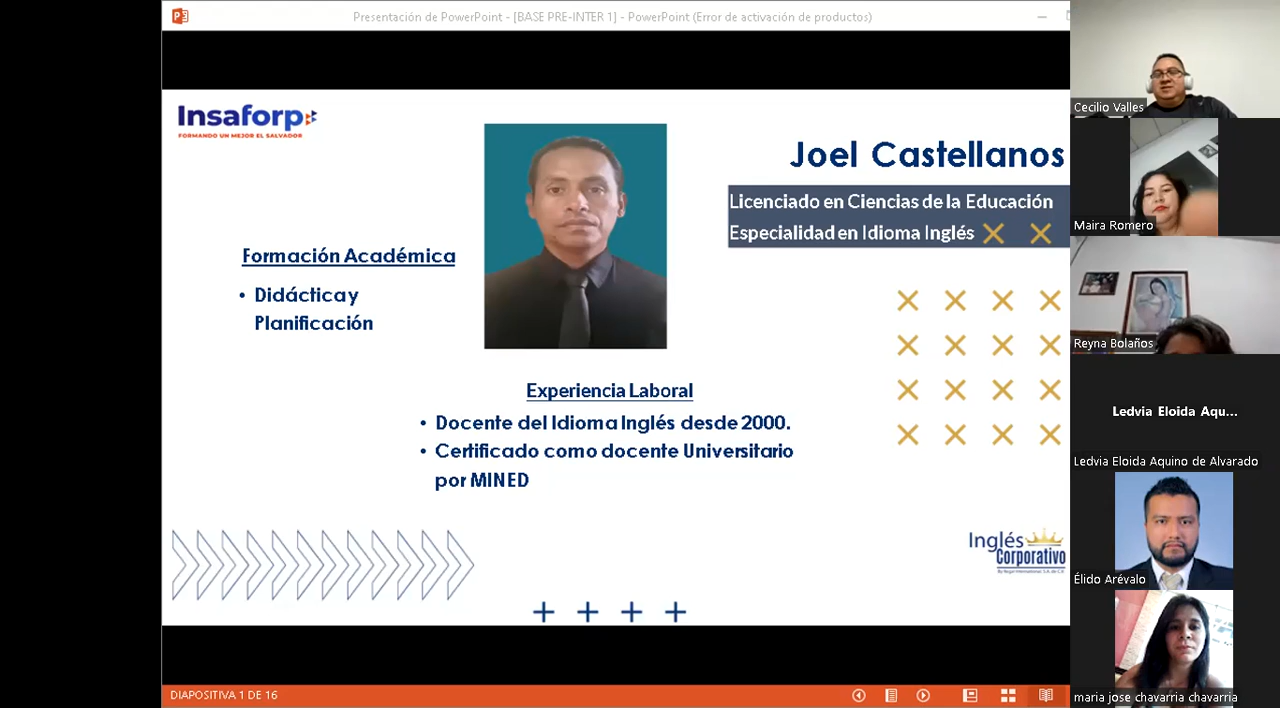 Presentación de PowerPoint - [BASE PRE-INTER 1] - PowerPoint (Error de activación de productos)
Insaforp
FORMANDO UN MEJOR EL SALVADOR
Joel Castellanos
Licenciado en Ciencias de la Educación
Especialidad en Idioma Inglés
Formación Académica
• Didáctica y
Planificación
Experiencia Laboral
• Docente del Idioma Inglés desde 2000.
• Certificado como docente Universitario
por MINED
Inglés
Corporativo
DIAPOSITIVA 1 DE 16
Cecilio Valles
Maira Romero
Reyna Bolaños
Ledvia Eloida Aqu...
Ledvia Eloida Aquino de Alvarado
Élido Arévalo
maria jose chavarria chavarria